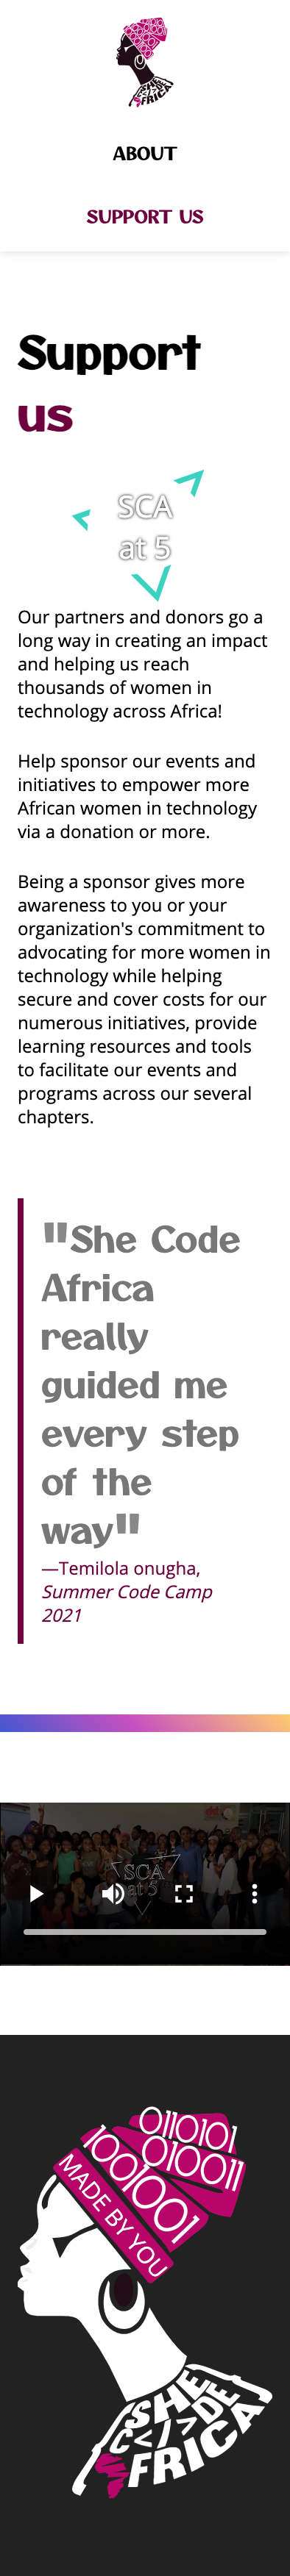 SHE
C</>DE
AFRICA
ABOUT
SUPPORT US
Support
us
SCA
at 5
Our partners and donors go a
long way in creating an impact
and helping us reach
thousands of women in
technology across Africa!
Help sponsor our events and
initiatives to empower more
African women in technology
via a donation or more.
Being a sponsor gives more
awareness to you or your
organization's commitment to
advocating for more women in
technology while helping
secure and cover costs for our
numerous initiatives, provide
learning resources and tools
to facilitate our events and
programs across our several
chapters.
"She Code
Africa
really
guided me
every step
of the
way"
—Temilola onugha,
Summer Code Camp
2021
SCA
at 5
0110101
010011
1001001
MADE BY YOU
SHE
C</>DE
AFRICA